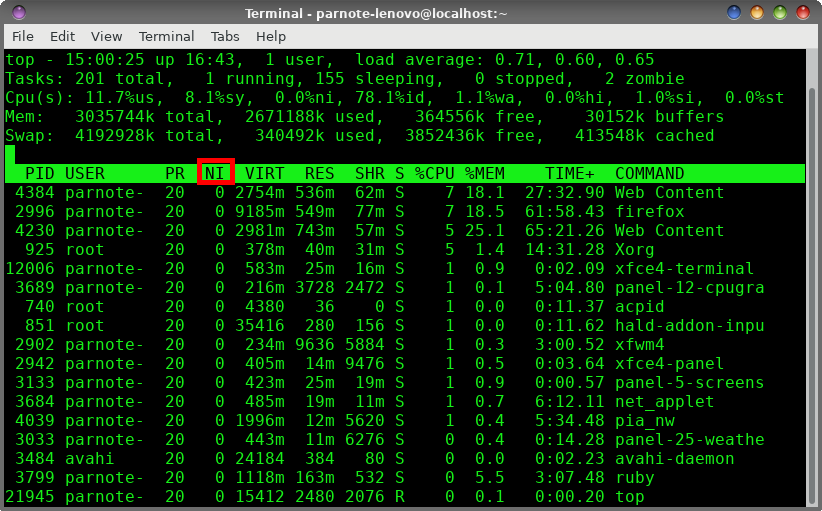 Terminal - parnote-lenovo@localhost:~
File Edit View Terminal Tabs Help
top - 15:00:25 up 16:43,  1 user,  load average: 0.71, 0.60, 0.65
Tasks: 201 total,   1 running, 155 sleeping,   0 stopped,   2 zombie
Cpu(s): 11.7%us,  8.1%sy,  0.0%ni, 78.1%id,  1.1%wa,  0.0%hi,  1.0%si,  0.0%st
Mem:   3035744k total,  2671188k used,   364556k free,    30152k buffers
Swap:  4192928k total,   340492k used,  3852436k free,   413548k cached
PID USER      PR  NI  VIRT  RES  SHR S %CPU %MEM    TIME+  COMMAND
4384 parnote-  20   0 2754m 536m  62m S    7 18.1  27:32.90 Web Content
2996 parnote-  20   0 9185m 549m  77m S    7 18.5  61:58.43 firefox
4230 parnote-  20   0 2981m 743m  57m S    5 25.1  65:21.26 Web Content
925 root      20   0  378m  40m  31m S    5  1.4  14:31.28 Xorg
12006 parnote-  20   0  583m  25m  16m S    1  0.9   0:02.09 xfce4-terminal
3689 parnote-  20   0  216m 3728 2472 S    1  0.1   5:04.80 panel-12-cpugra
740 root      20   0  4380   36    0 S    1  0.0   0:11.37 acpid
851 root      20   0 35416  280  156 S    1  0.0   0:11.62 hald-addon-inpu
2902 parnote-  20   0  234m 9636 5884 S    1  0.3   3:00.52 xfwm4
2942 parnote-  20   0  405m  14m 9476 S    1  0.5   0:03.64 xfce4-panel
3133 parnote-  20   0  423m  25m  19m S    1  0.9   0:00.57 panel-5-screens
3684 parnote-  20   0  485m  19m  11m S    1  0.7   6:12.11 net_applet
4039 parnote-  20   0 1996m  12m 5620 S    1  0.4   5:34.48 pia_nw
3033 parnote-  20   0  443m  11m 6276 S    0  0.4   0:14.28 panel-25-weathe
3484 avahi     20   0 24184  384   80 S    0  0.0   0:02.23 avahi-daemon
3799 parnote-  20   0 1118m 163m  532 S    0  5.5   3:07.48 ruby
21945 parnote-  20   0 15412 2480 2076 R    0  0.1   0:00.20 top